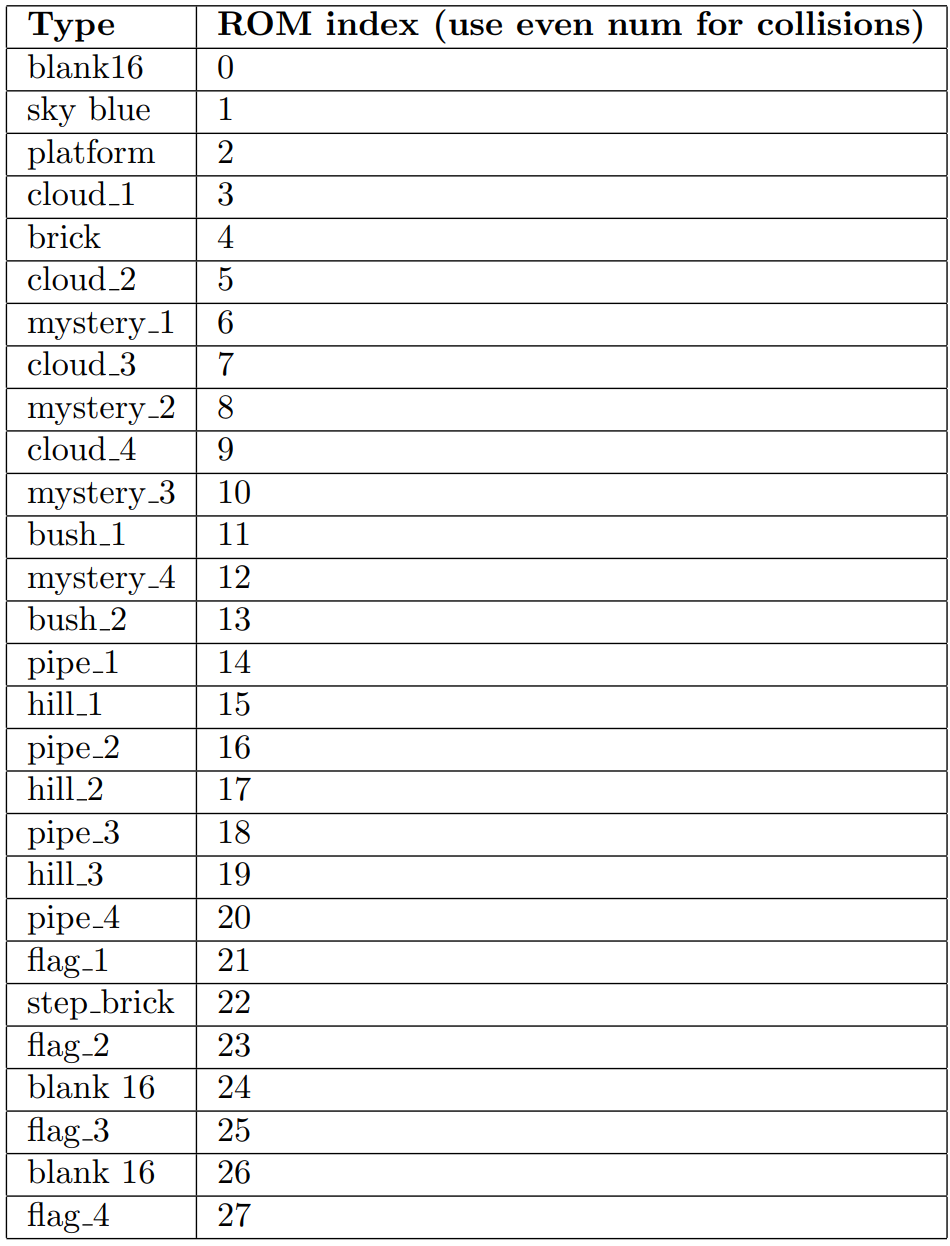 Type ROM index (use even num for collisions)
blank16 0
sky blue 1
platform 2
cloud_1 3
brick 4
cloud_2 5
mystery_1 6
cloud_3 7
mystery_2 8
cloud_4 9
mystery_3 10
bush_1 11
mystery_4 12
bush_2 13
pipe_1 14
hill_1 15
pipe_2 16
hill_2 17
pipe_3 18
hill_3 19
pipe_4 20
flag_1 21
step_brick 22
flag_2 23
blank 16 24
flag_3 25
blank 16 26
flag_4 27